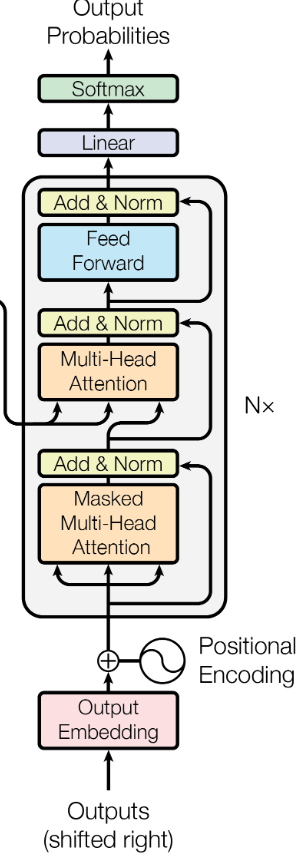 Output
Probabilities
Softmax
Linear
Add & Norm
Feed
Forward
Add & Norm
Multi-Head
Attention
N×
Add & Norm
Masked
Multi-Head
Attention
Positional
Encoding
Output
Embedding
Outputs
(shifted right)